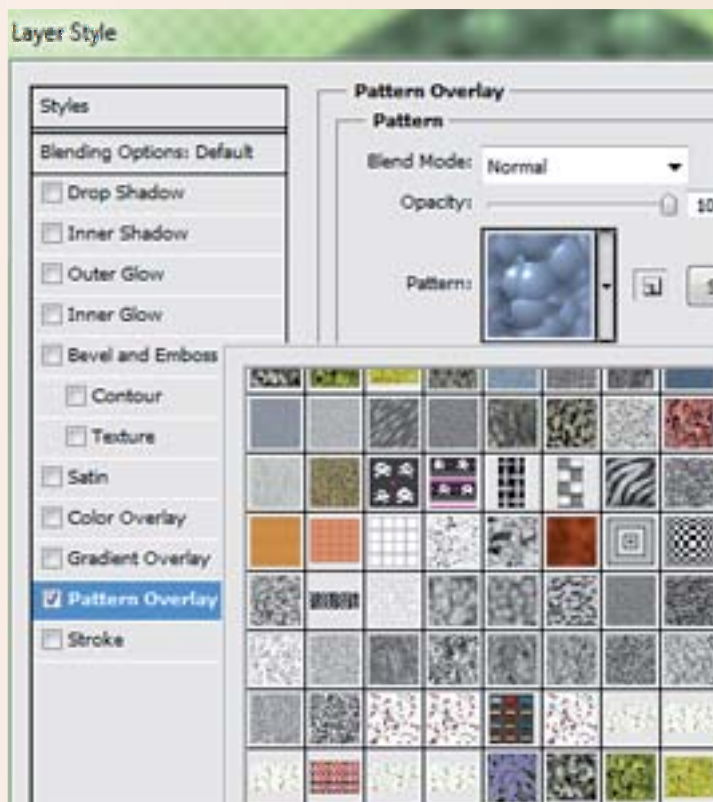 Layer Style
Styles
Blending Options: Default
Drop Shadow
Inner Shadow
Outer Glow
Inner Glow
Bevel and Emboss
Contour
Texture
Satin
Color Overlay
Gradient Overlay
Pattern Overlay
Stroke
Pattern Overlay
Pattern
Blend Mode: Normal
Opacity: 10
Pattern: